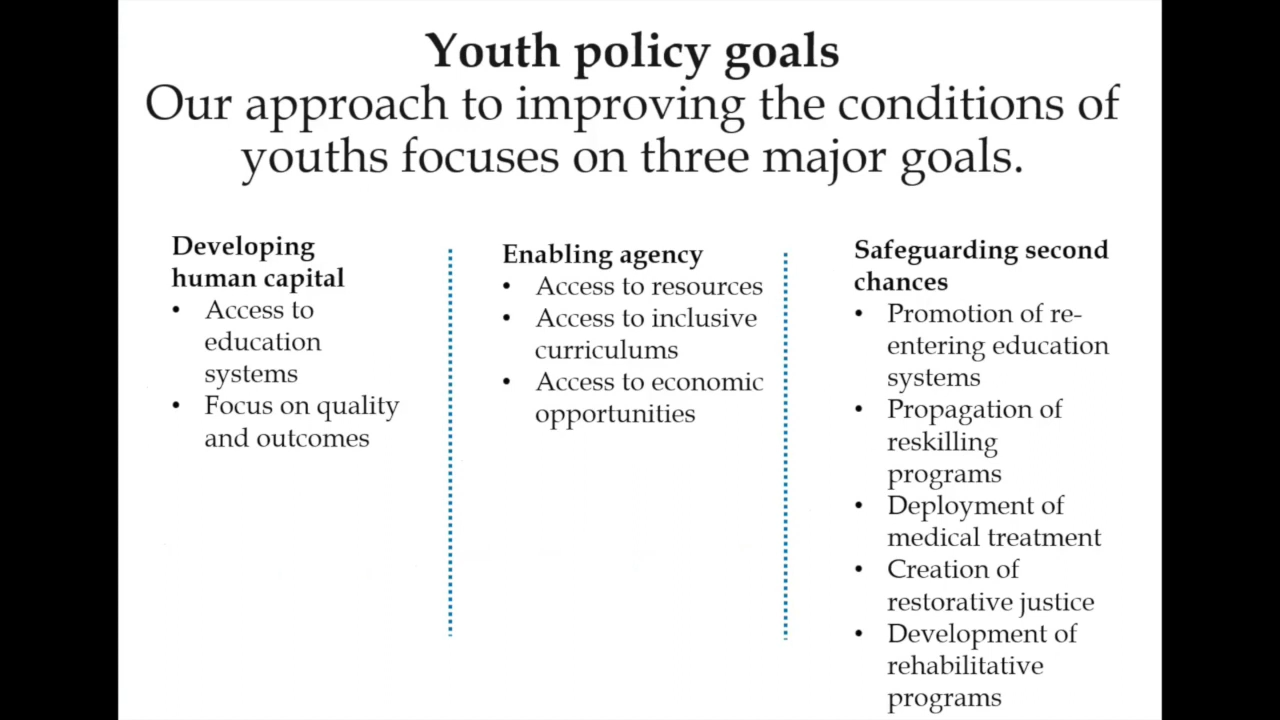 Youth policy goals
Our approach to improving the conditions of
youths focuses on three major goals.
Developing
human capital
• Access to
education
systems
• Focus on quality
and outcomes
Enabling agency
• Access to resources
• Access to inclusive
curriculums
• Access to economic
opportunities
Safeguarding second
chances
• Promotion of re-
entering education
systems
• Propagation of
reskilling
programs
• Deployment of
medical treatment
• Creation of
restorative justice
• Development of
rehabilitative
programs